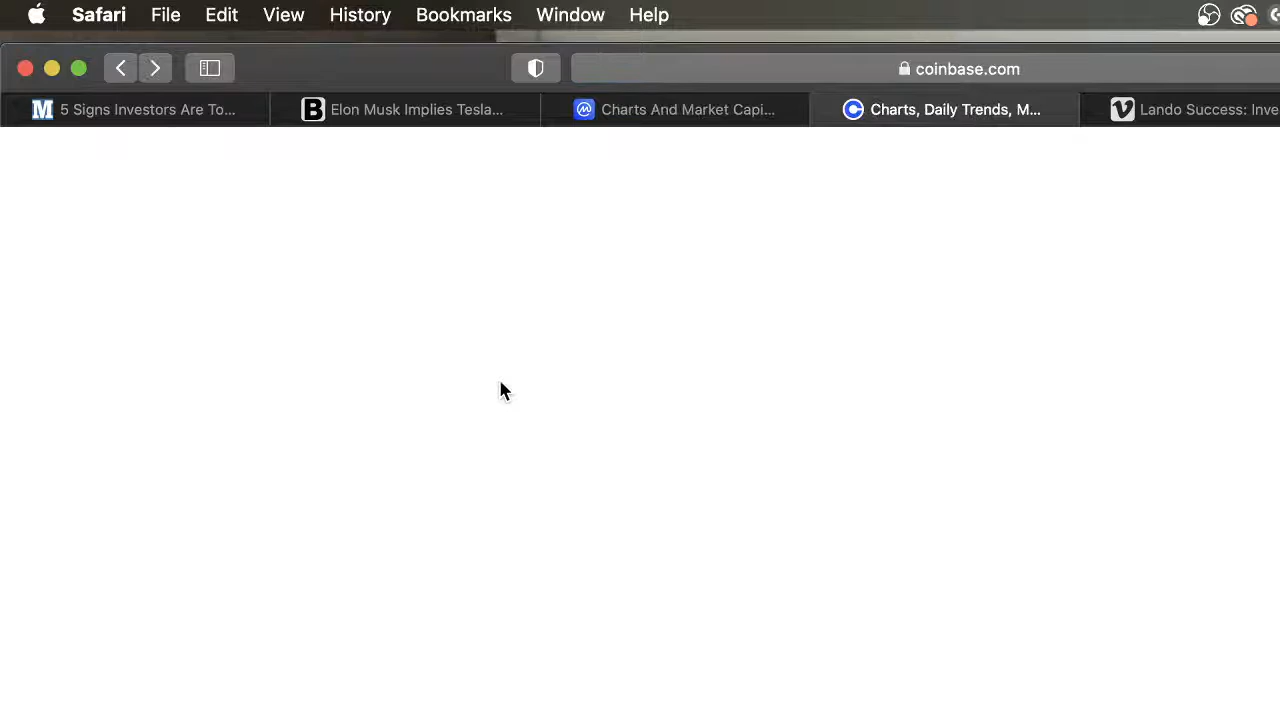 Safari File Edit View History Bookmarks Window Help
coinbase.com
5 Signs Investors Are To... Elon Musk Implies Tesla... Charts And Market Capi... Charts, Daily Trends, M... Lando Success: Inve